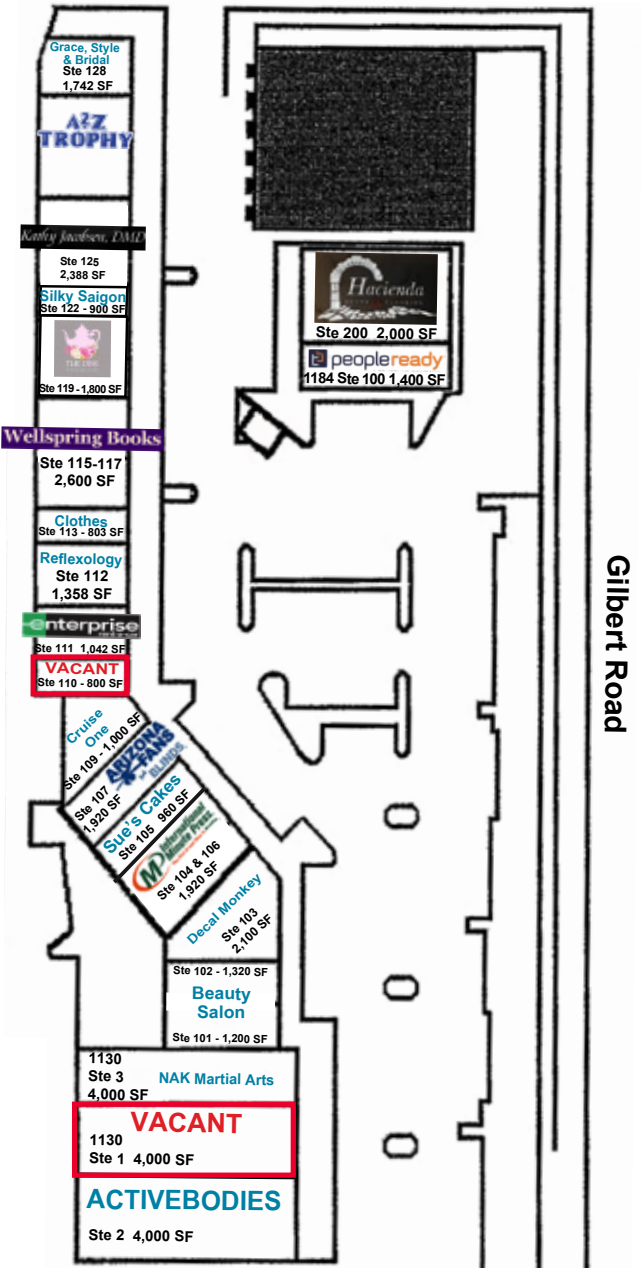 Grace, Style
& Bridal
Ste 128
1,742 SF
A2Z
TROPHY
Kathy Jacobsen, DMD
Ste 125
2,388 SF
Silky Saigon
Ste 122 - 900 SF
Ste 119 -1,800 SF
Wellspring Books
Ste 115-117
2,600 SF
Clothes
Ste 113 - 803 SF
Reflexology
Ste 112
1,358 SF
enterprise
Ste 111 1,042 SF
VACANT
Ste 110 - 800 SF
Cruise
One
Ste 109 - 1,000 SF
ARIZONA
FANS
BLINDS
Ste 107
1,920 SF
Sue's Cakes
Ste 105 960 SF
International
Minute Press
Ste 104 & 106
1,920 SF
Decal Monkey
Ste 103
2,100 SF
Ste 102 - 1,320 SF
Beauty
Salon
Ste 101 - 1,200 SF
1130
Ste 3
4,000 SF
NAK Martial Arts
VACANT
1130
Ste 1 4,000 SF
ACTIVEBODIES
Ste 2 4,000 SF
Hacienda
Ste 200 2,000 SF
peopleready
1184 Ste 100 1,400 SF
Gilbert Road